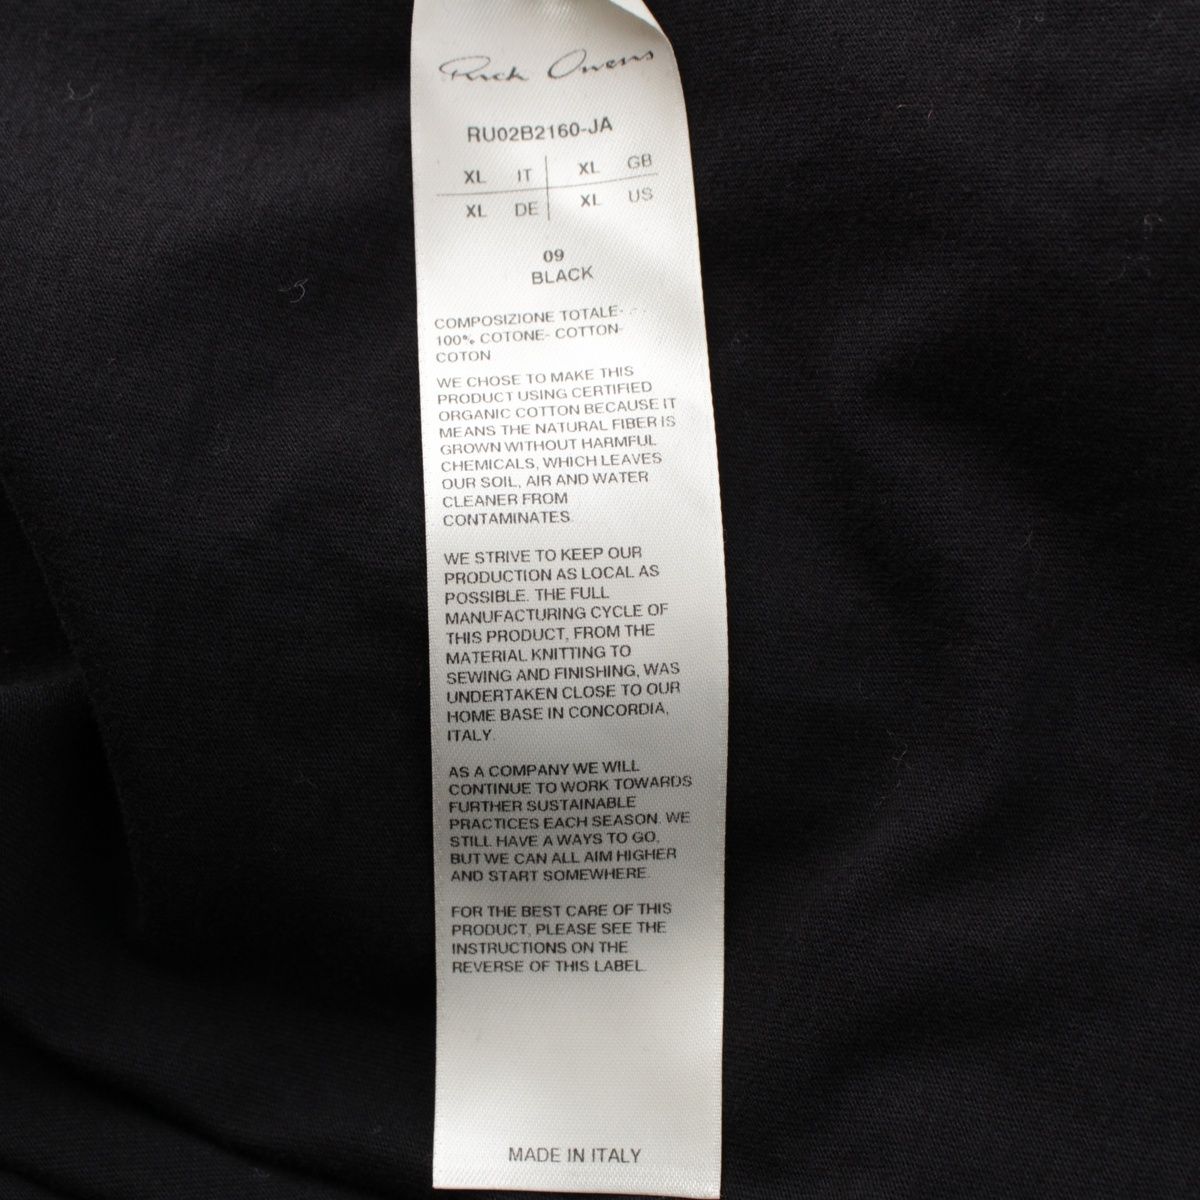 Rick Owens
RU02B2160-JA
XL IT XL GB
XL DE XL US
09
BLACK
COMPOSIZIONE TOTALE-
100% COTONE- COTTON-
COTON
WE CHOSE TO MAKE THIS
PRODUCT USING CERTIFIED
ORGANIC COTTON BECAUSE IT
MEANS THE NATURAL FIBER IS
GROWN WITHOUT HARMFUL
CHEMICALS, WHICH LEAVES
OUR SOIL, AIR AND WATER
CLEANER FROM
CONTAMINATES.
WE STRIVE TO KEEP OUR
PRODUCTION AS LOCAL AS
POSSIBLE. THE FULL
MANUFACTURING CYCLE OF
THIS PRODUCT, FROM THE
MATERIAL KNITTING TO
SEWING AND FINISHING, WAS
UNDERTAKEN CLOSE TO OUR
HOME BASE IN CONCORDIA,
ITALY.
AS A COMPANY WE WILL
CONTINUE TO WORK TOWARDS
FURTHER SUSTAINABLE
PRACTICES EACH SEASON. WE
STILL HAVE A WAYS TO GO,
BUT WE CAN ALL AIM HIGHER
AND START SOMEWHERE.
FOR THE BEST CARE OF THIS
PRODUCT, PLEASE SEE THE
INSTRUCTIONS ON THE
REVERSE OF THIS LABEL.
MADE IN ITALY